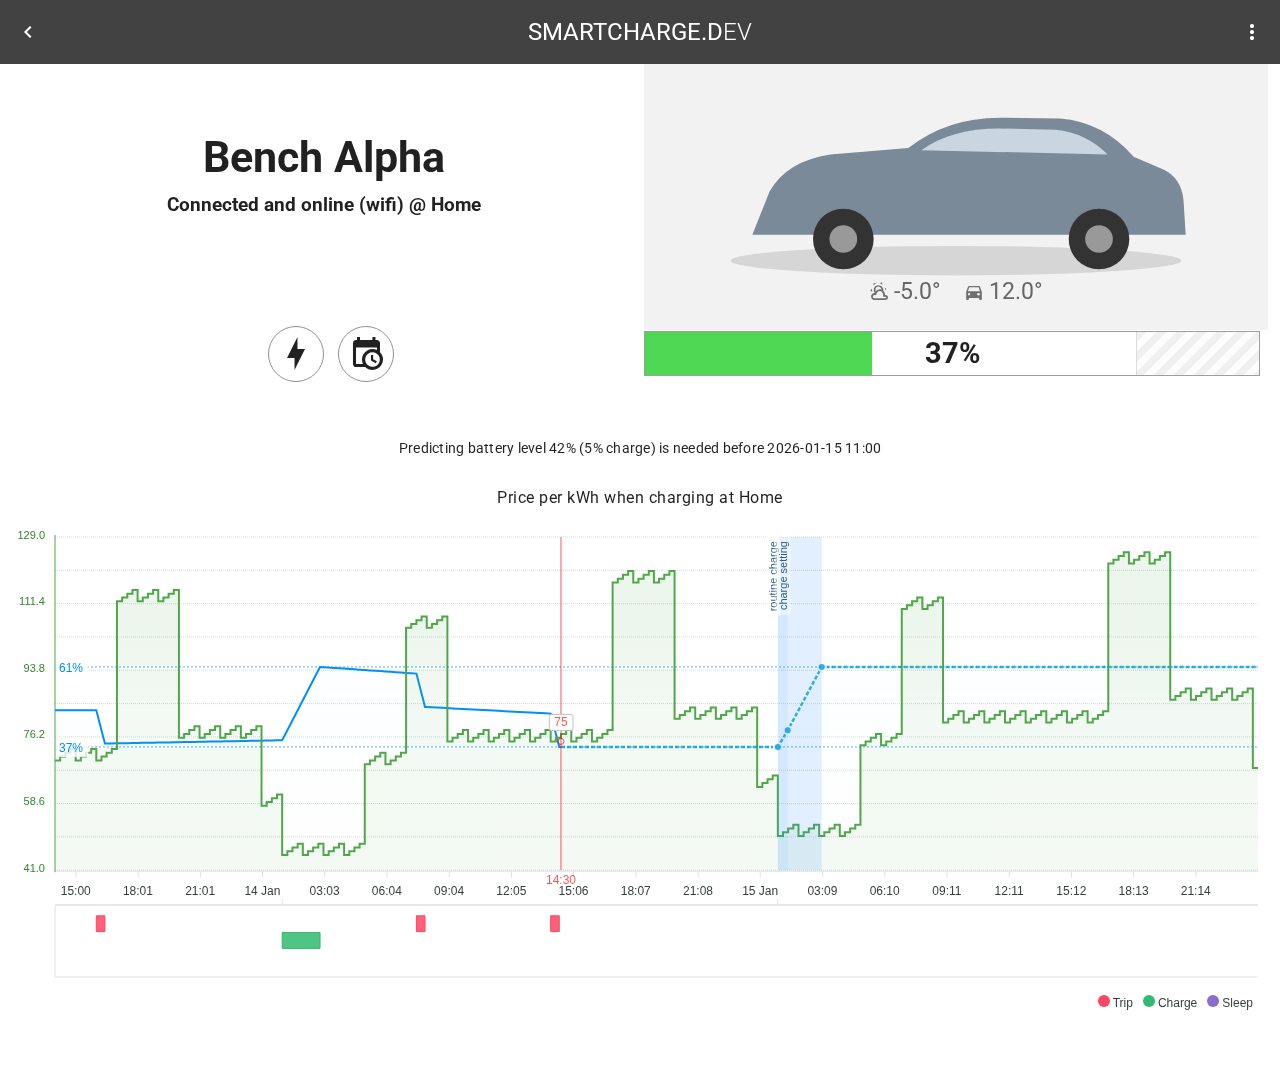 SMARTCHARGE.DEV
Bench Alpha
Connected and online (wifi) @ Home
-5.0° 12.0°
37%
Predicting battery level 42% (5% charge) is needed before 2026-01-15 11:00
Price per kWh when charging at Home
129.0
111.4
93.8
76.2
58.6
41.0
61%
37%
routine charge
charge setting
75
14:30
15:00 18:01 21:01 14 Jan 03:03 06:04 09:04 12:05 15:06 18:07 21:08 15 Jan 03:09 06:10 09:11 12:11 15:12 18:13 21:14
Trip Charge Sleep